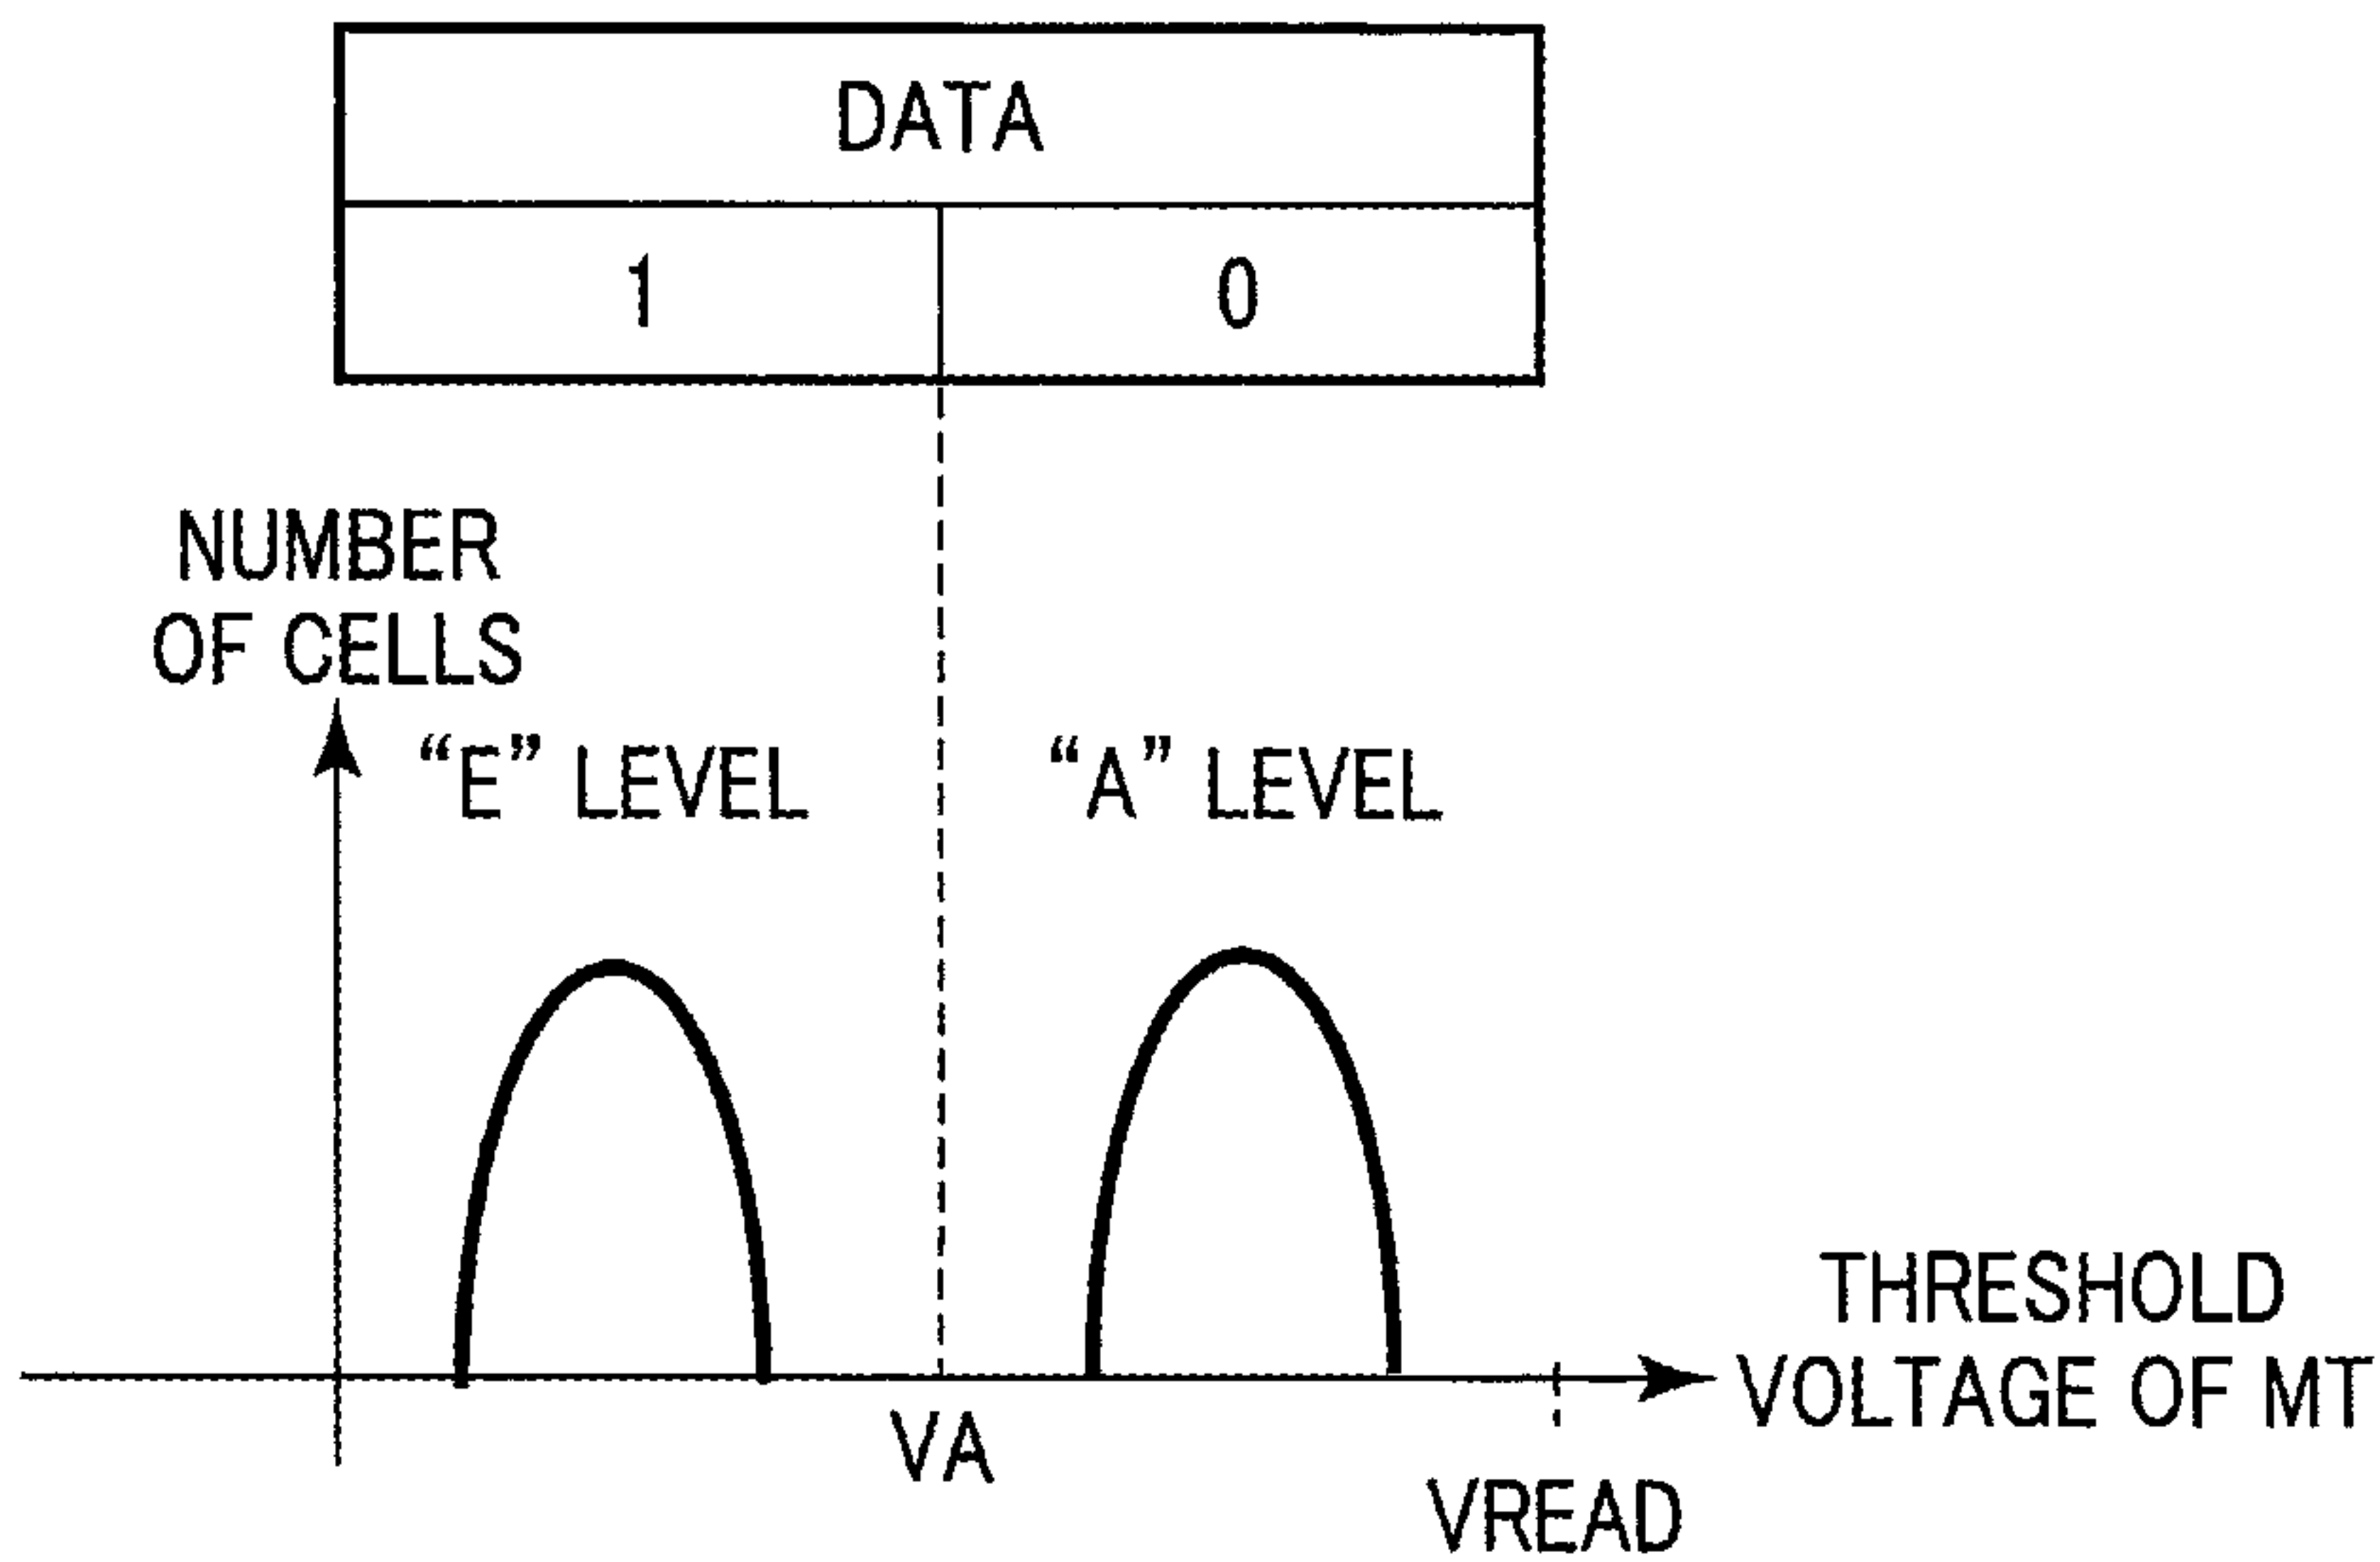 DATA
1 0
NUMBER
OF CELLS
“E” LEVEL “A” LEVEL
THRESHOLD
VOLTAGE OF MT
VA
VREAD